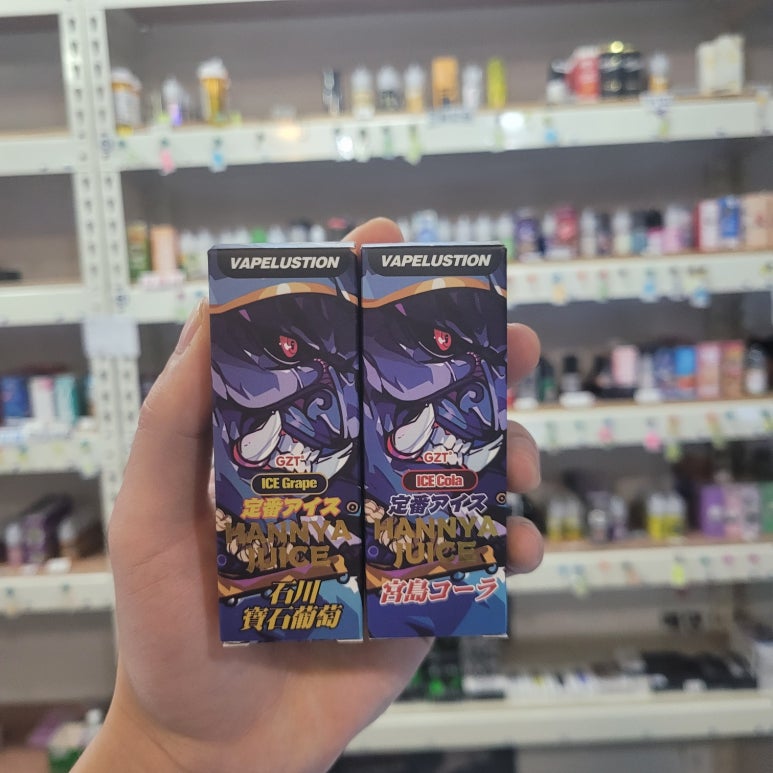 VAPELUSTION
GZT
ICE Grape
定番アイス
HANNYA
JUICE
石川
寶石葡萄
VAPELUSTION
GZT
ICE Cola
定番アイス
HANNYA
JUICE
宮島コーラ